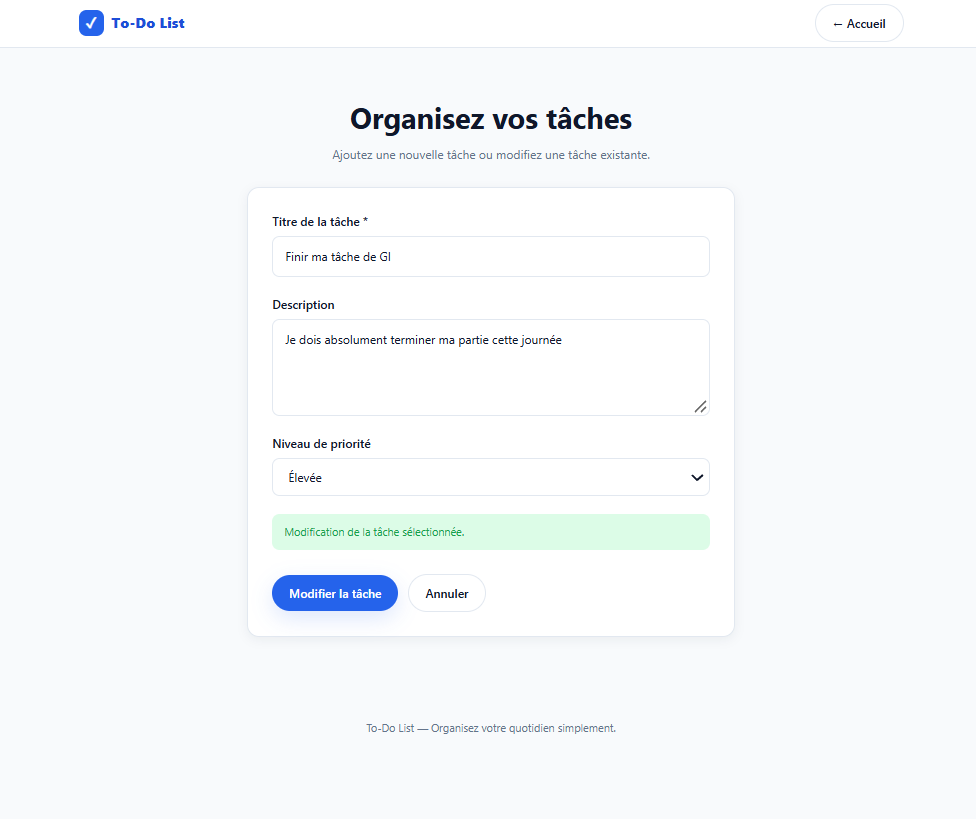 To-Do List
← Accueil
Organisez vos tâches
Ajoutez une nouvelle tâche ou modifiez une tâche existante.
Titre de la tâche *
Finir ma tâche de GI
Description
Je dois absolument terminer ma partie cette journée
Niveau de priorité
Élevée
Modification de la tâche sélectionnée.
Modifier la tâche
Annuler
To-Do List — Organisez votre quotidien simplement.